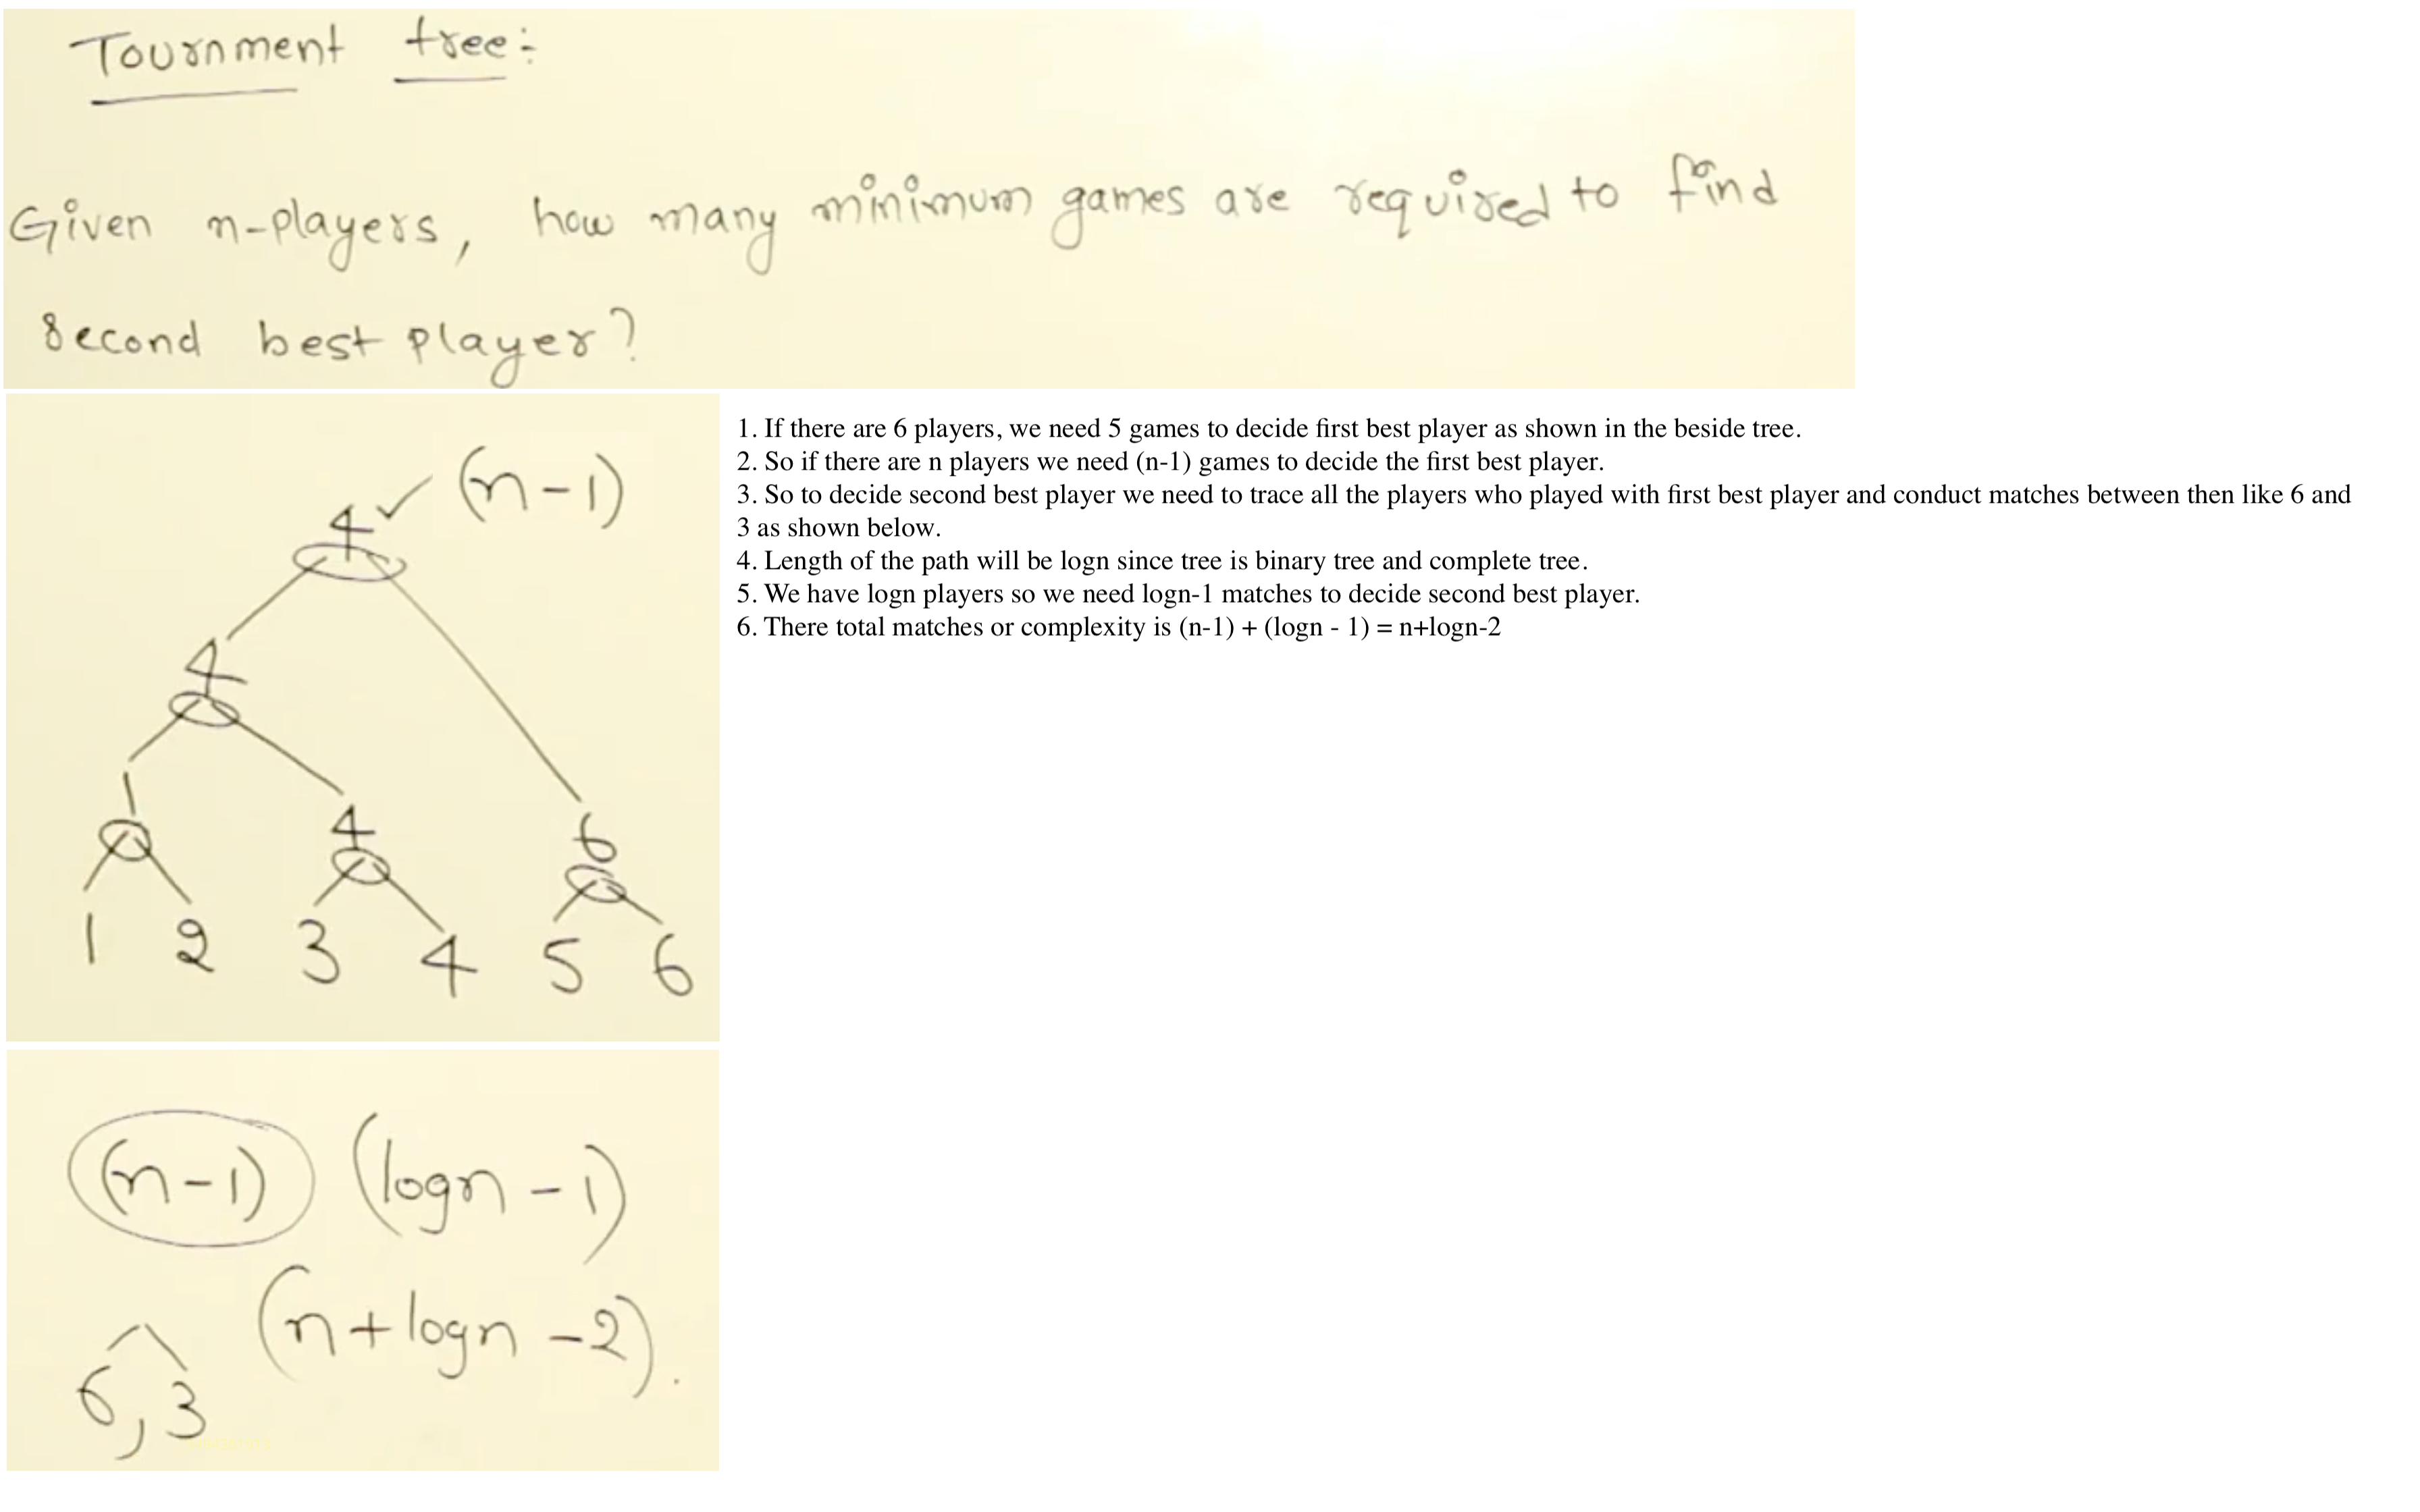 Tournment tree:
Given n-players, how many minimum games are required to find
second best player?
4 ✓ (n-1)
4
1 4 6
1 2 3 4 5 6
1. If there are 6 players, we need 5 games to decide first best player as shown in the beside tree.
2. So if there are n players we need (n-1) games to decide the first best player.
3. So to decide second best player we need to trace all the players who played with first best player and conduct matches between then like 6 and
3 as shown below.
4. Length of the path will be logn since tree is binary tree and complete tree.
5. We have logn players so we need logn-1 matches to decide second best player.
6. There total matches or complexity is (n-1) + (logn - 1) = n+logn-2
(n-1) (logn-1)
(n+logn-2).
6, 3